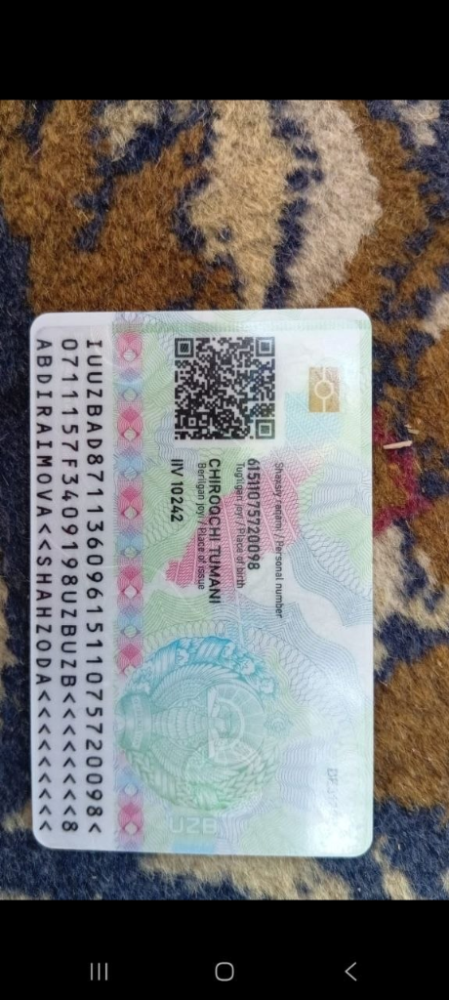 Shaxsiy raqami / Personal number
61511075720098
Tug'ilgan joyi / Place of birth
CHIROQCHI TUMANI
Berilgan joyi / Place of issue
IIV 10242
UZB
IUUZBAD8711360961511075720098<
0711157F3409198UZBUZB<<<<<<<8
ABDIRAIMOVA<<SHAHZODA<<<<<<<<<